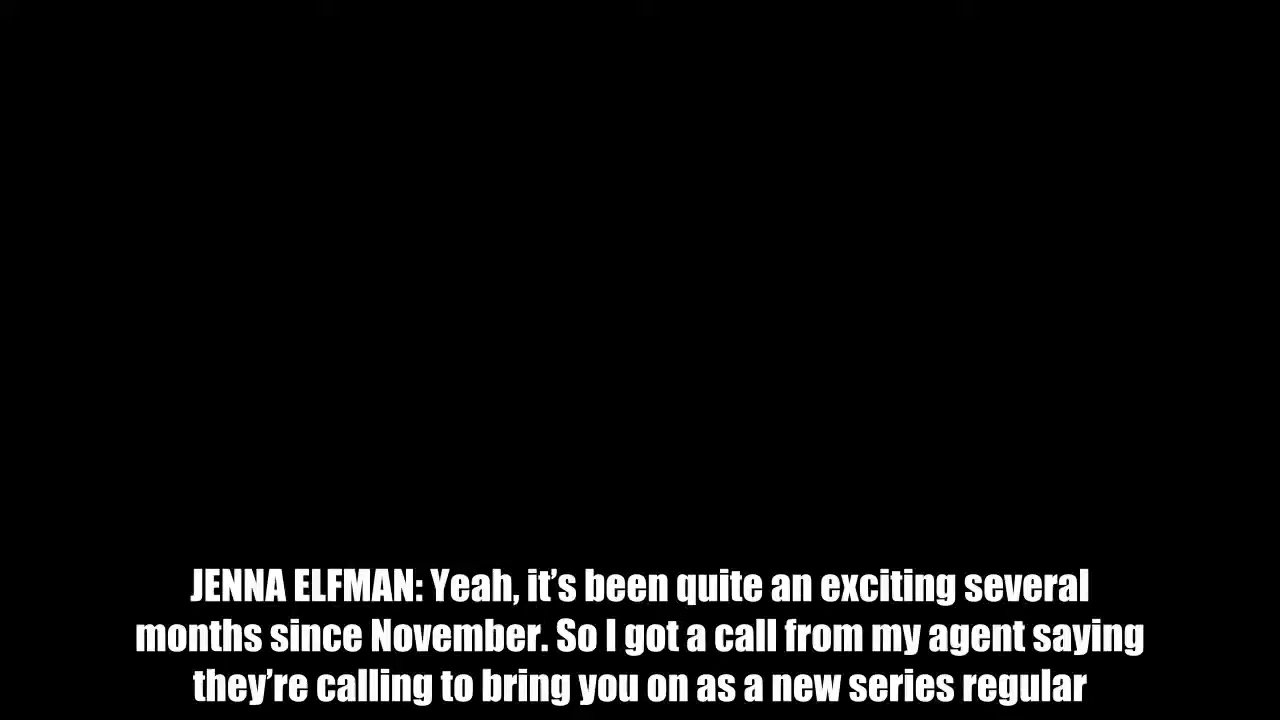 JENNA ELFMAN: Yeah, it’s been quite an exciting several
months since November. So I got a call from my agent saying
they’re calling to bring you on as a new series regular